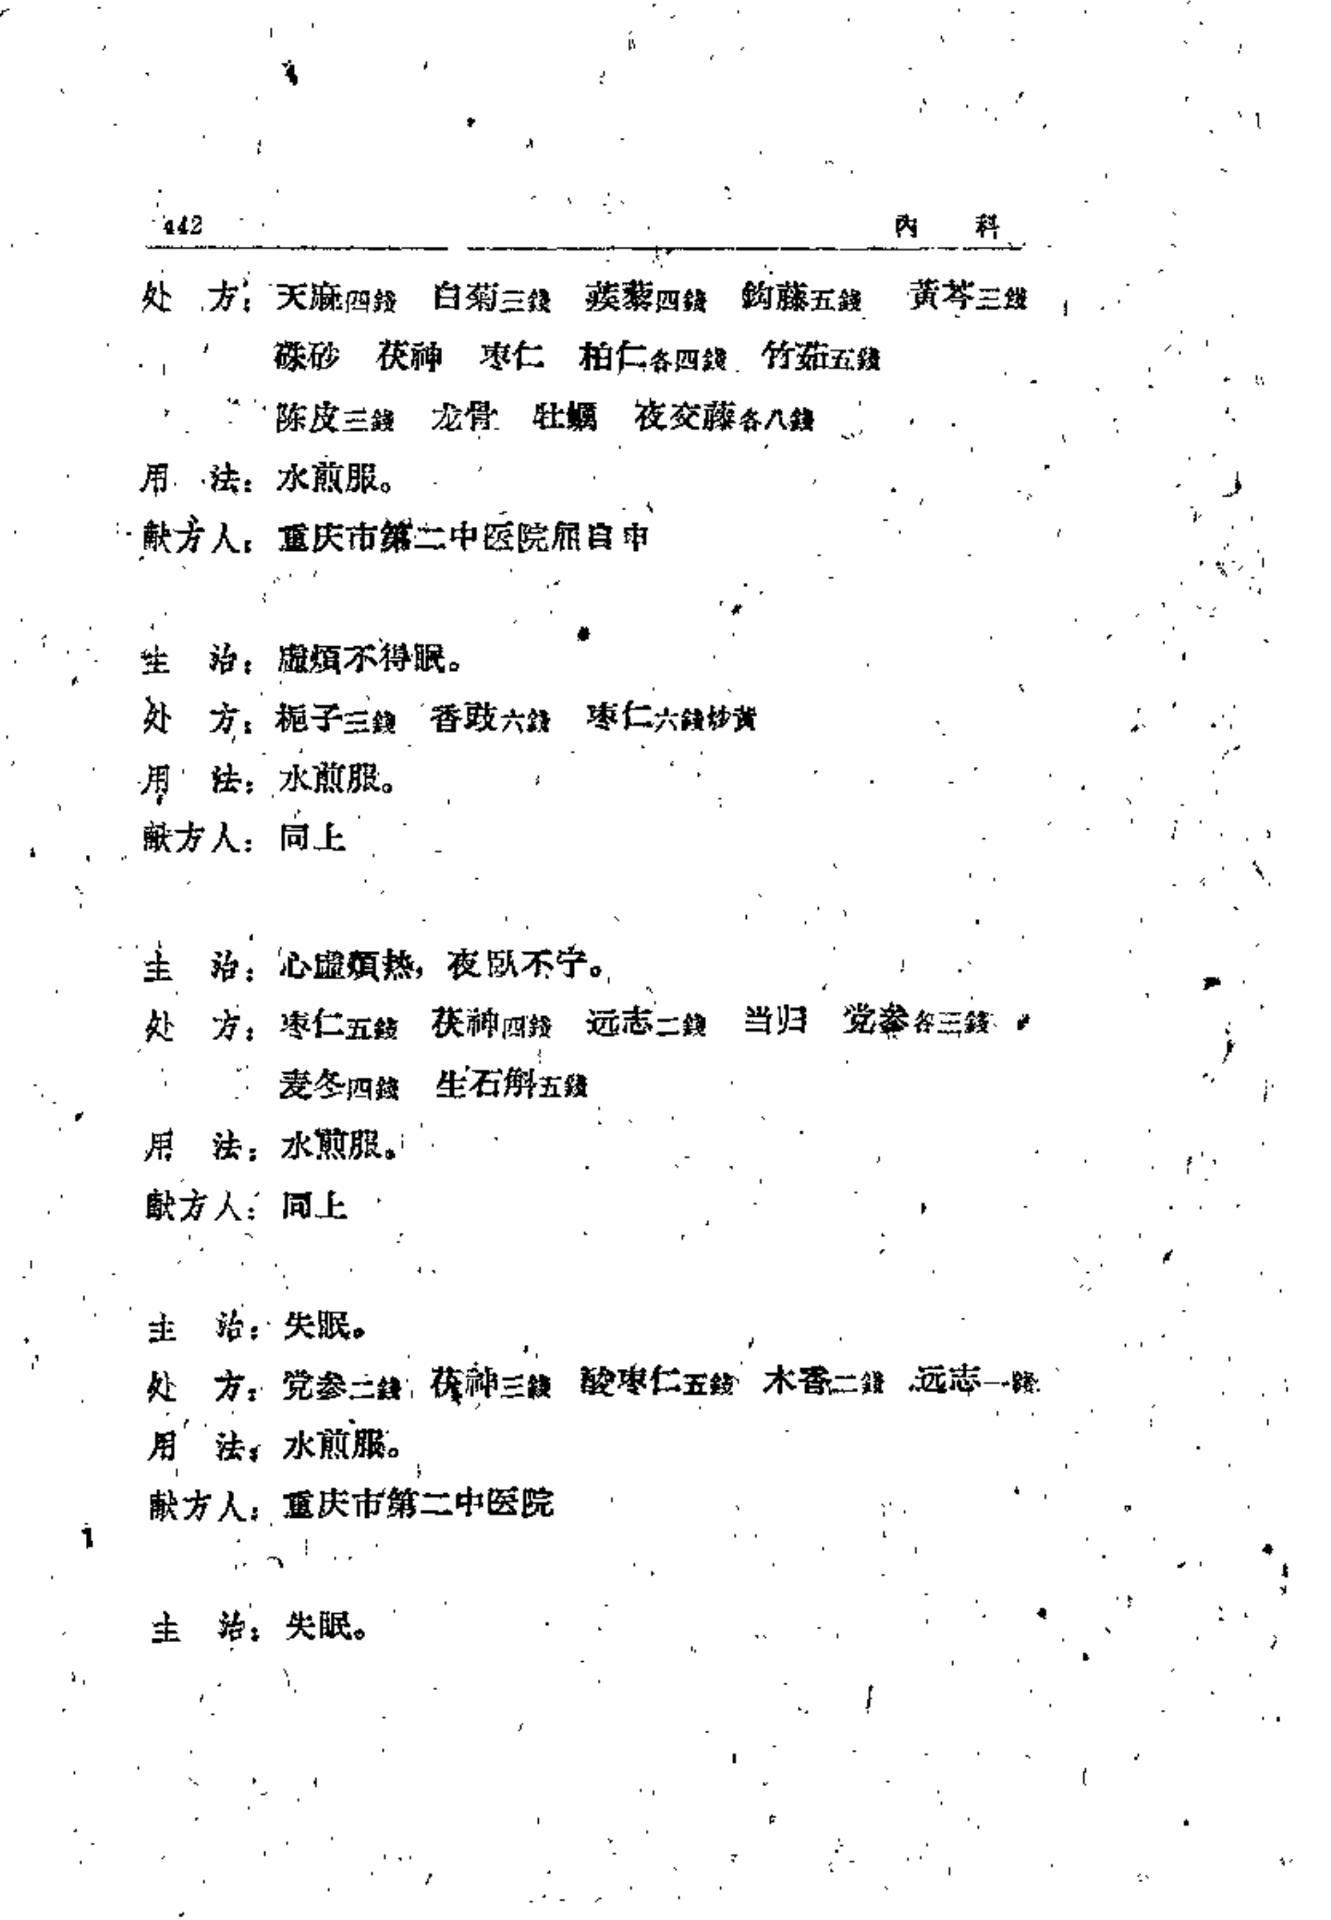 442 內 科
处 方：天麻四錢 白菊三錢 蒺藜四錢 鈎藤五錢 黃芩三錢
硃砂 茯神 枣仁 柏仁各四錢 竹茹五錢
陈皮三錢 龙骨 牡蠣 夜交藤各八錢
用 法：水煎服。
献方人：重庆市第二中医院屈自申
主 治：虛煩不得眠。
处 方：梔子三錢 香豉六錢 枣仁六錢炒黃
用 法：水煎服。
献方人：同上
主 治：心虛煩热，夜臥不宁。
处 方：枣仁五錢 茯神四錢 远志二錢 当归 党参各三錢
麦冬四錢 生石斛五錢
用 法：水煎服。
献方人：同上
主 治：失眠。
处 方：党参二錢 茯神三錢 酸枣仁五錢 木香二錢 远志一錢
用 法：水煎服。
献方人：重庆市第二中医院
主 治：失眠。